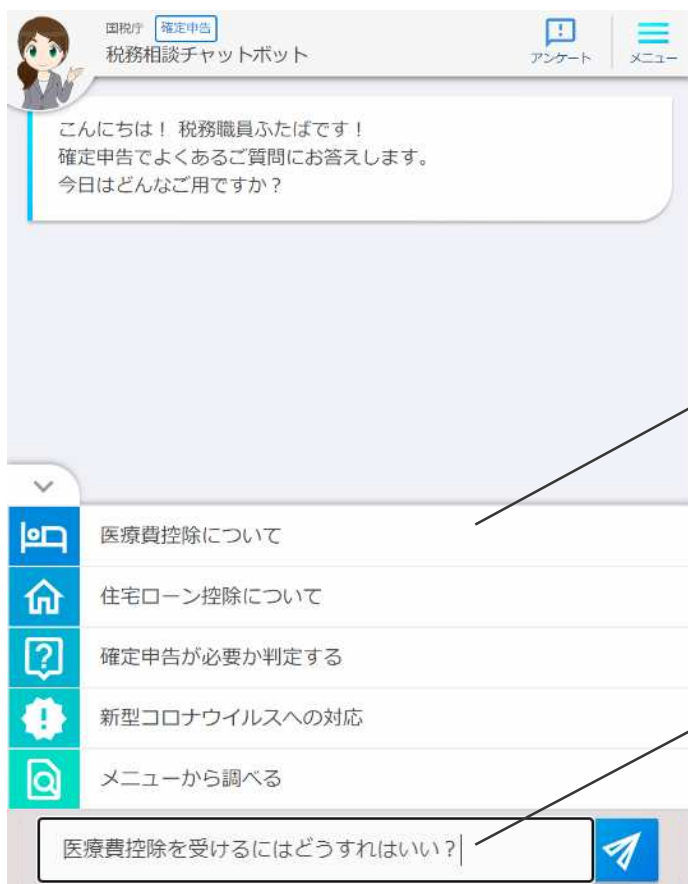 国税庁 確定申告
税務相談チャットボット
アンケート
メニュー
こんにちは！ 税務職員ふたばです！
確定申告でよくあるご質問にお答えします。
今日はどんなご用ですか？
医療費控除について
住宅ローン控除について
確定申告が必要か判定する
新型コロナウイルスへの対応
メニューから調べる
医療費控除を受けるにはどうすれはいい？